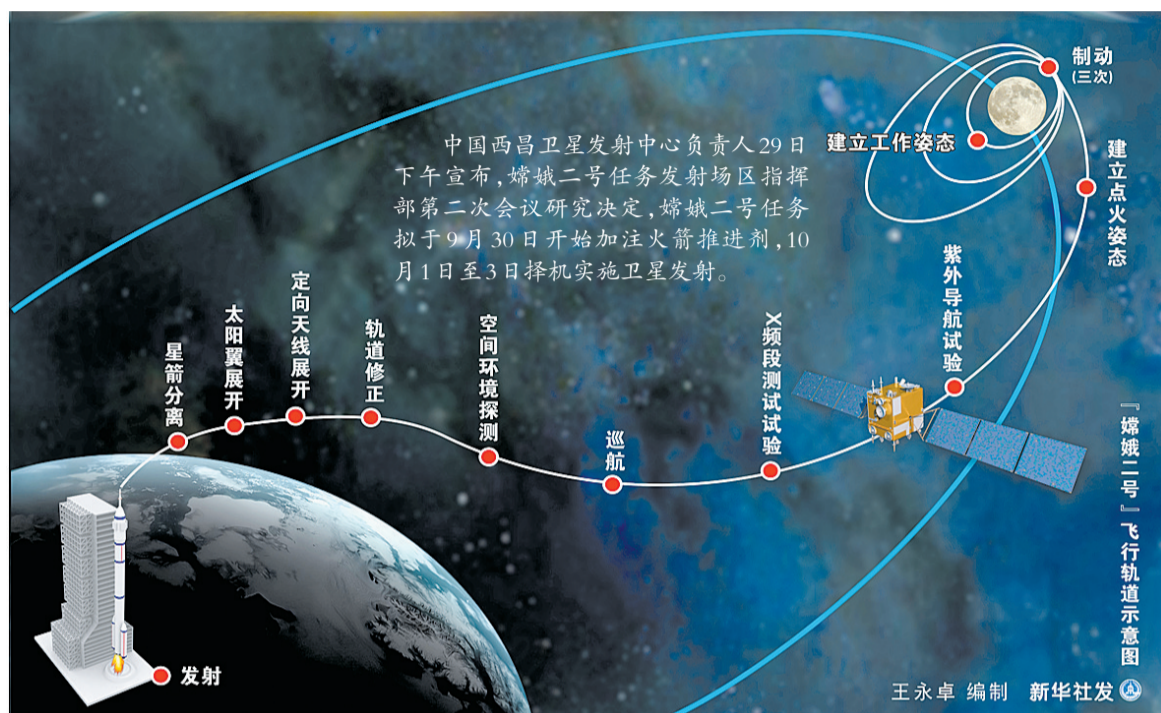 中国西昌卫星发射中心负责人29日
下午宣布,嫦娥二号任务发射场区指挥
部第二次会议研究决定,嫦娥二号任务
拟于9月30日开始加注火箭推进剂,10
月1日至3日择机实施卫星发射。
发射
星箭分离
太阳翼展开
定向天线展开
轨道修正
空间环境探测
巡航
X频段测试试验
紫外导航试验
建立点火姿态
制动
(三次)
建立工作姿态
『嫦娥二号』飞行轨道示意图
王永卓 编制 新华社发